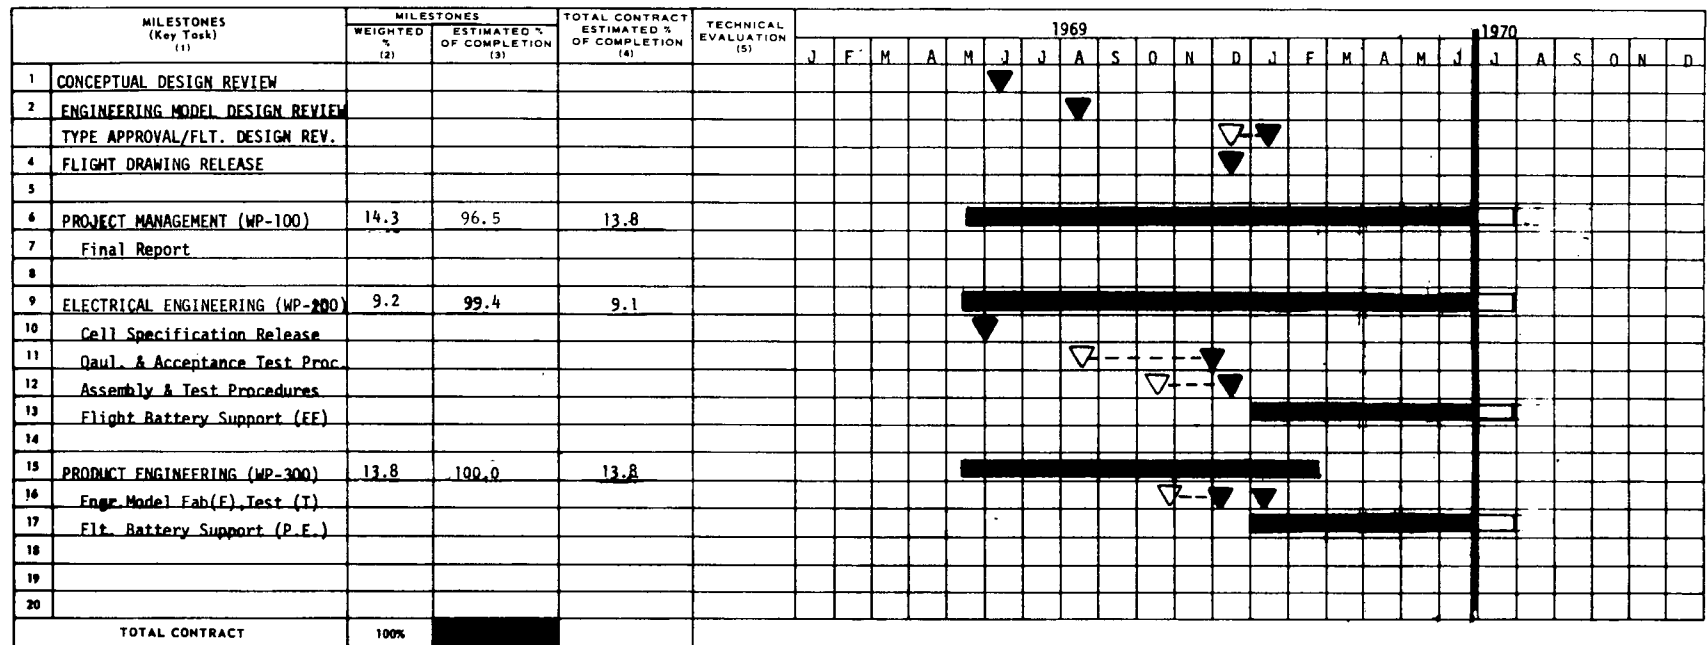 MILESTONES
(Key Task)
(1)
MILESTONES
WEIGHTED
%
(2)
ESTIMATED %
OF COMPLETION
(3)
TOTAL CONTRACT
ESTIMATED %
OF COMPLETION
(4)
TECHNICAL
EVALUATION
(5)
1969 1970
J F M A M J J A S O N D J F M A M J J A S O N D
1 CONCEPTUAL DESIGN REVIEW
2 ENGINEERING MODEL DESIGN REVIEW
TYPE APPROVAL/FLT. DESIGN REV.
4 FLIGHT DRAWING RELEASE
5
6 PROJECT MANAGEMENT (WP-100) 14.3 96.5 13.8
7 Final Report
8
9 ELECTRICAL ENGINEERING (WP-200) 9.2 99.4 9.1
10 Cell Specification Release
11 Qaul. & Acceptance Test Proc.
12 Assembly & Test Procedures
13 Flight Battery Support (EE)
14
15 PRODUCT ENGINEERING (WP-300) 13.8 100.0 13.8
16 Engr.Model Fab(F),Test (T)
17 Flt. Battery Support (P.E.)
18
19
20
TOTAL CONTRACT 100%